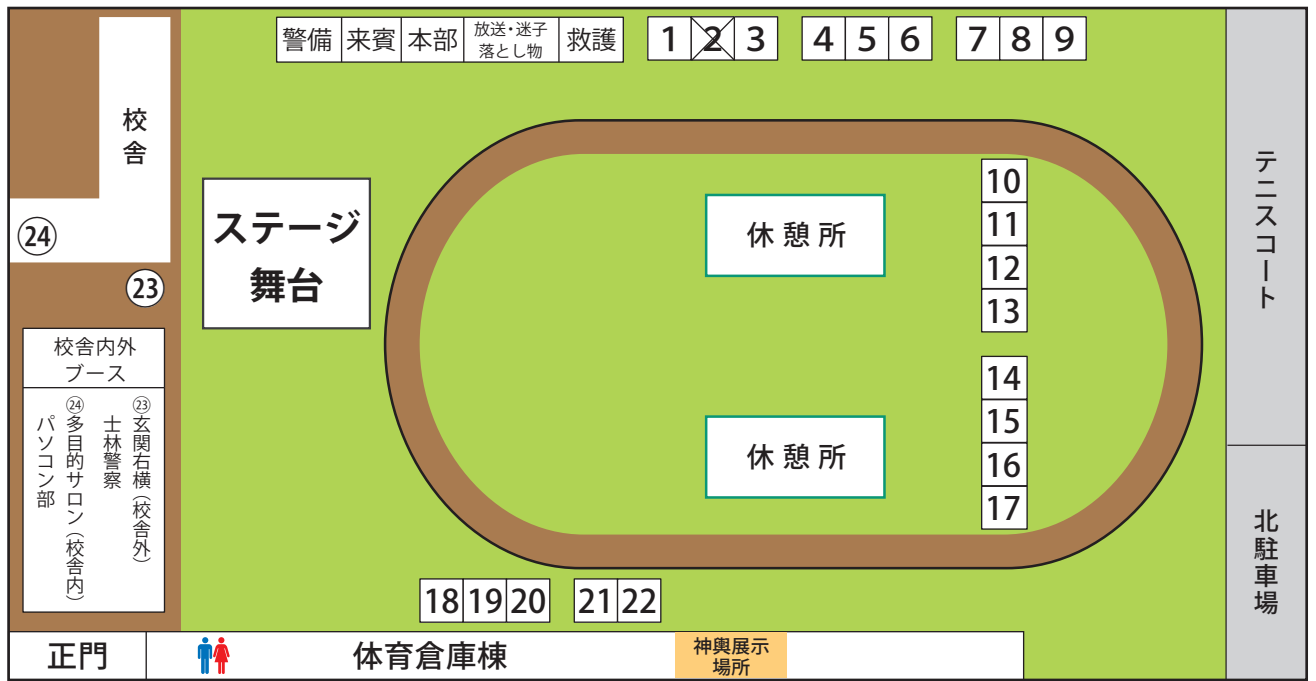 警備 来賓 本部 放送・迷子 救護 1 2 3 4 5 6 7 8 9
落とし物
校舎
テニスコート
ステージ
舞台
休憩所
10
11
12
13
㉔
㉓
校舎内外
ブース
㉓玄関右横（校舎外）
士林警察
㉔多目的サロン（校舎内）
パソコン部
休憩所
14
15
16
17
北駐車場
18 19 20 21 22
正門
体育倉庫棟
神輿展示
場所